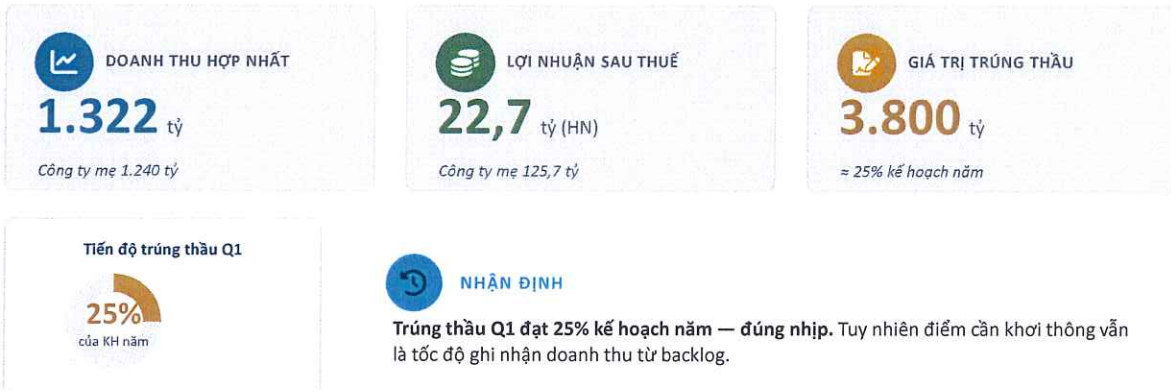 DOANH THU HỢP NHẤT
1.322 tỷ
Công ty mẹ 1.240 tỷ
LỢI NHUẬN SAU THUẾ
22,7 tỷ (HN)
Công ty mẹ 125,7 tỷ
GIÁ TRỊ TRÚNG THẦU
3.800 tỷ
≈ 25% kế hoạch năm
Tiến độ trúng thầu Q1
25%
của KH năm
NHẬN ĐỊNH
Trúng thầu Q1 đạt 25% kế hoạch năm — đúng nhịp. Tuy nhiên điểm cần khơi thông vẫn
là tốc độ ghi nhận doanh thu từ backlog.